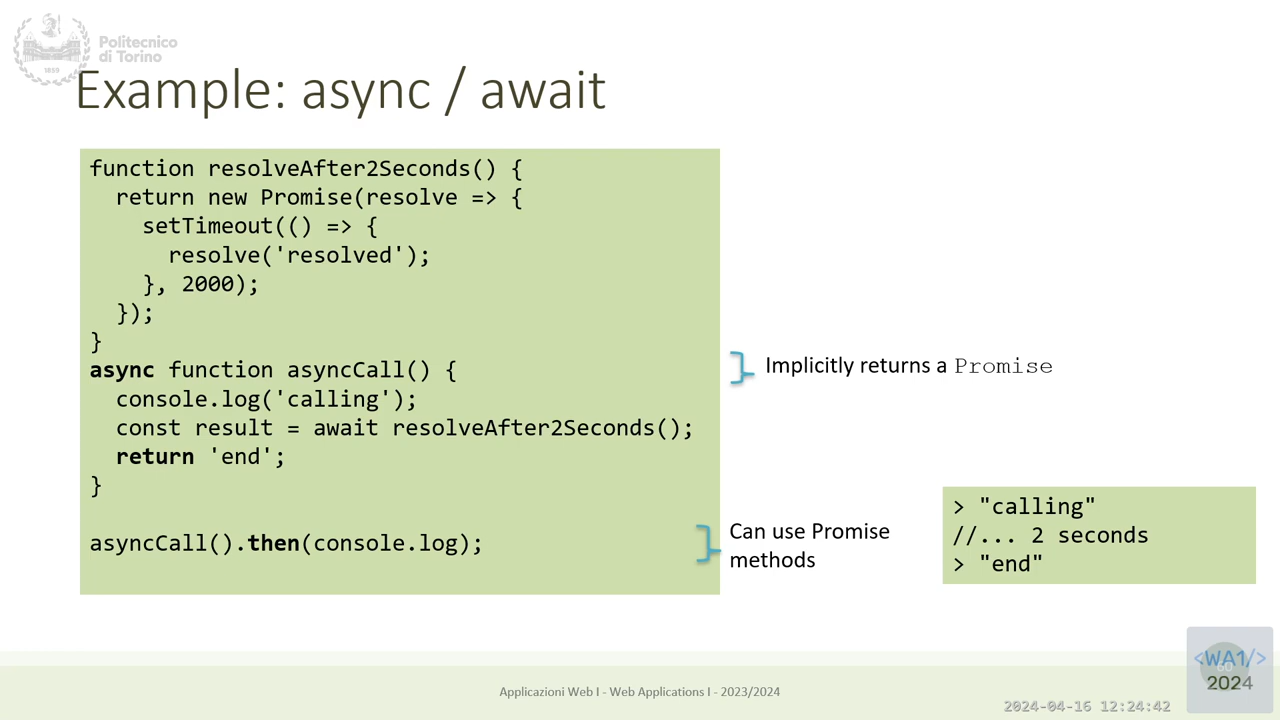 Politecnico
di Torino
1859
Example: async / await
function resolveAfter2Seconds() {
  return new Promise(resolve => {
    setTimeout(() => {
      resolve('resolved');
    }, 2000);
  });
}
async function asyncCall() {
  console.log('calling');
  const result = await resolveAfter2Seconds();
  return 'end';
}
asyncCall().then(console.log);
Implicitly returns a Promise
Can use Promise
methods
> "calling"
//... 2 seconds
> "end"
Applicazioni Web I - Web Applications I - 2023/2024
<WA1/>
60
2024
2024-04-16 12:24:42